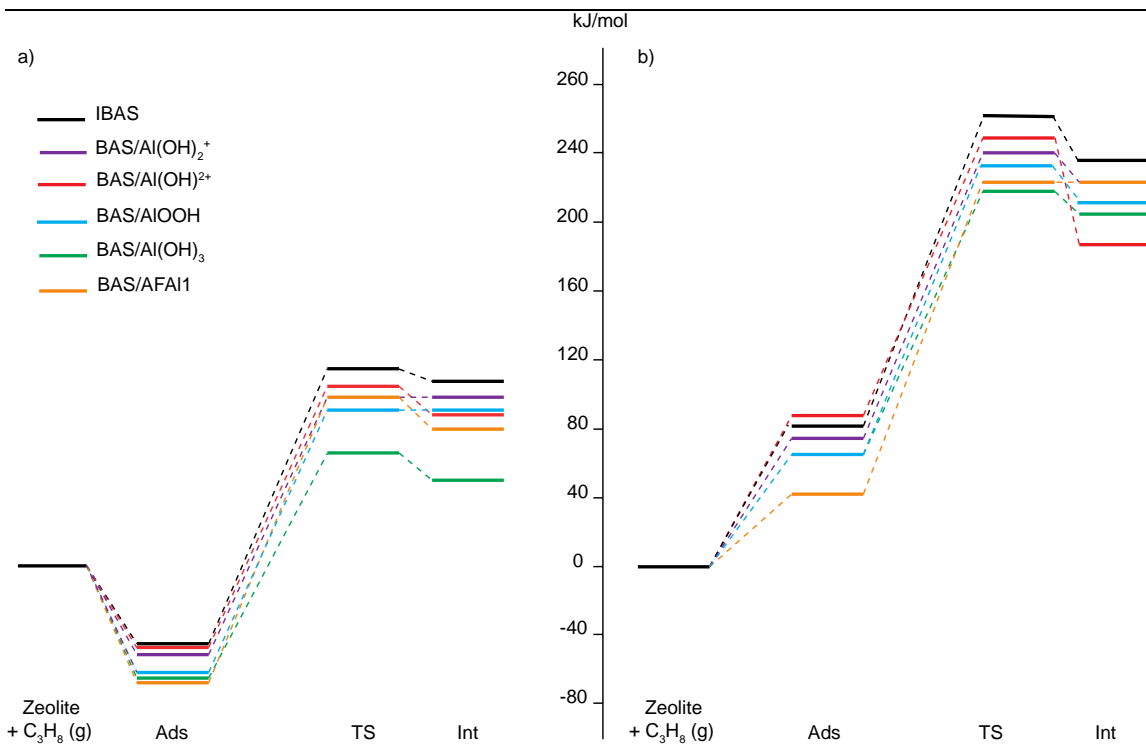 kJ/mol
a)
b)
IBAS
BAS/Al(OH)₂⁺
BAS/Al(OH)²⁺
BAS/AlOOH
BAS/Al(OH)₃
BAS/AFAl1
260
240
200
160
120
80
40
0
-40
-80
Zeolite
+ C₃H₈ (g)
Ads
TS
Int
Zeolite
+ C₃H₈ (g)
Ads
TS
Int